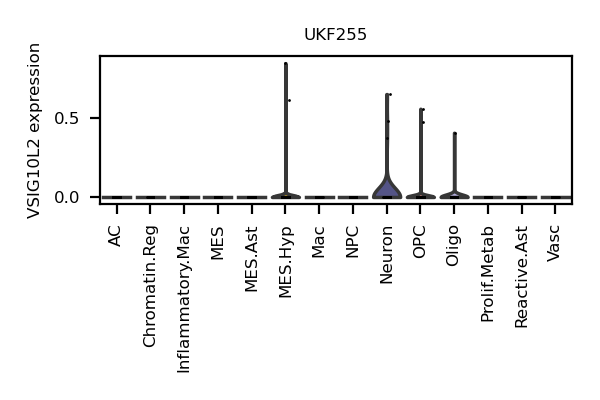 UKF255
VSIG10L2 expression
0.5
0.0
AC
Chromatin.Reg
Inflammatory.Mac
MES
MES.Ast
MES.Hyp
Mac
NPC
Neuron
OPC
Oligo
Prolif.Metab
Reactive.Ast
Vasc